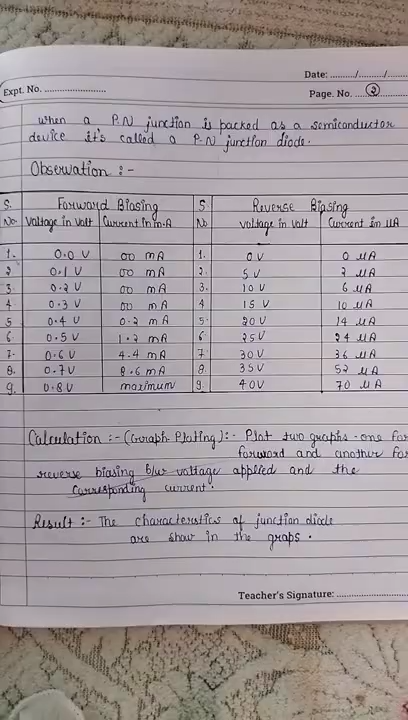 Date: ........./........./.........
Expt. No. ........................
Page. No. ... 2
when a P.N junction is packed as a semiconductor
device it's called a P-N junction diode.
Observation :-
S. No. Forward Biasing S. No Reverse Biasing
Voltage in Volt Current in m.A voltage in Volt Current in µA
1. 0.0 V 00 mA 1. 0 V 0 µA
2 0.1 V 00 mA 2. 5 V 2 µA
3. 0.2 V 00 mA 3. 10 V 6 µA
4 0.3 V 00 mA 4 15 V 10 µA
5 0.4 V 0.2 mA 5. 20 V 14 µA
6 0.5 V 1.2 mA 6. 25 V 24 µA
7. 0.6 V 4.4 mA 7. 30 V 36 µA
8. 0.7 V 8.6 mA 8. 35 V 52 µA
9. 0.8 V maximum 9. 40 V 70 µA
Calculation :- (Graph Plating) :- Plot two graphs - one for
forward and another for
reverse biasing b/w voltage applied and the
corresponding current.
Result :- The characteristics of junction diode
are show in the graps.
Teacher's Signature: ........................